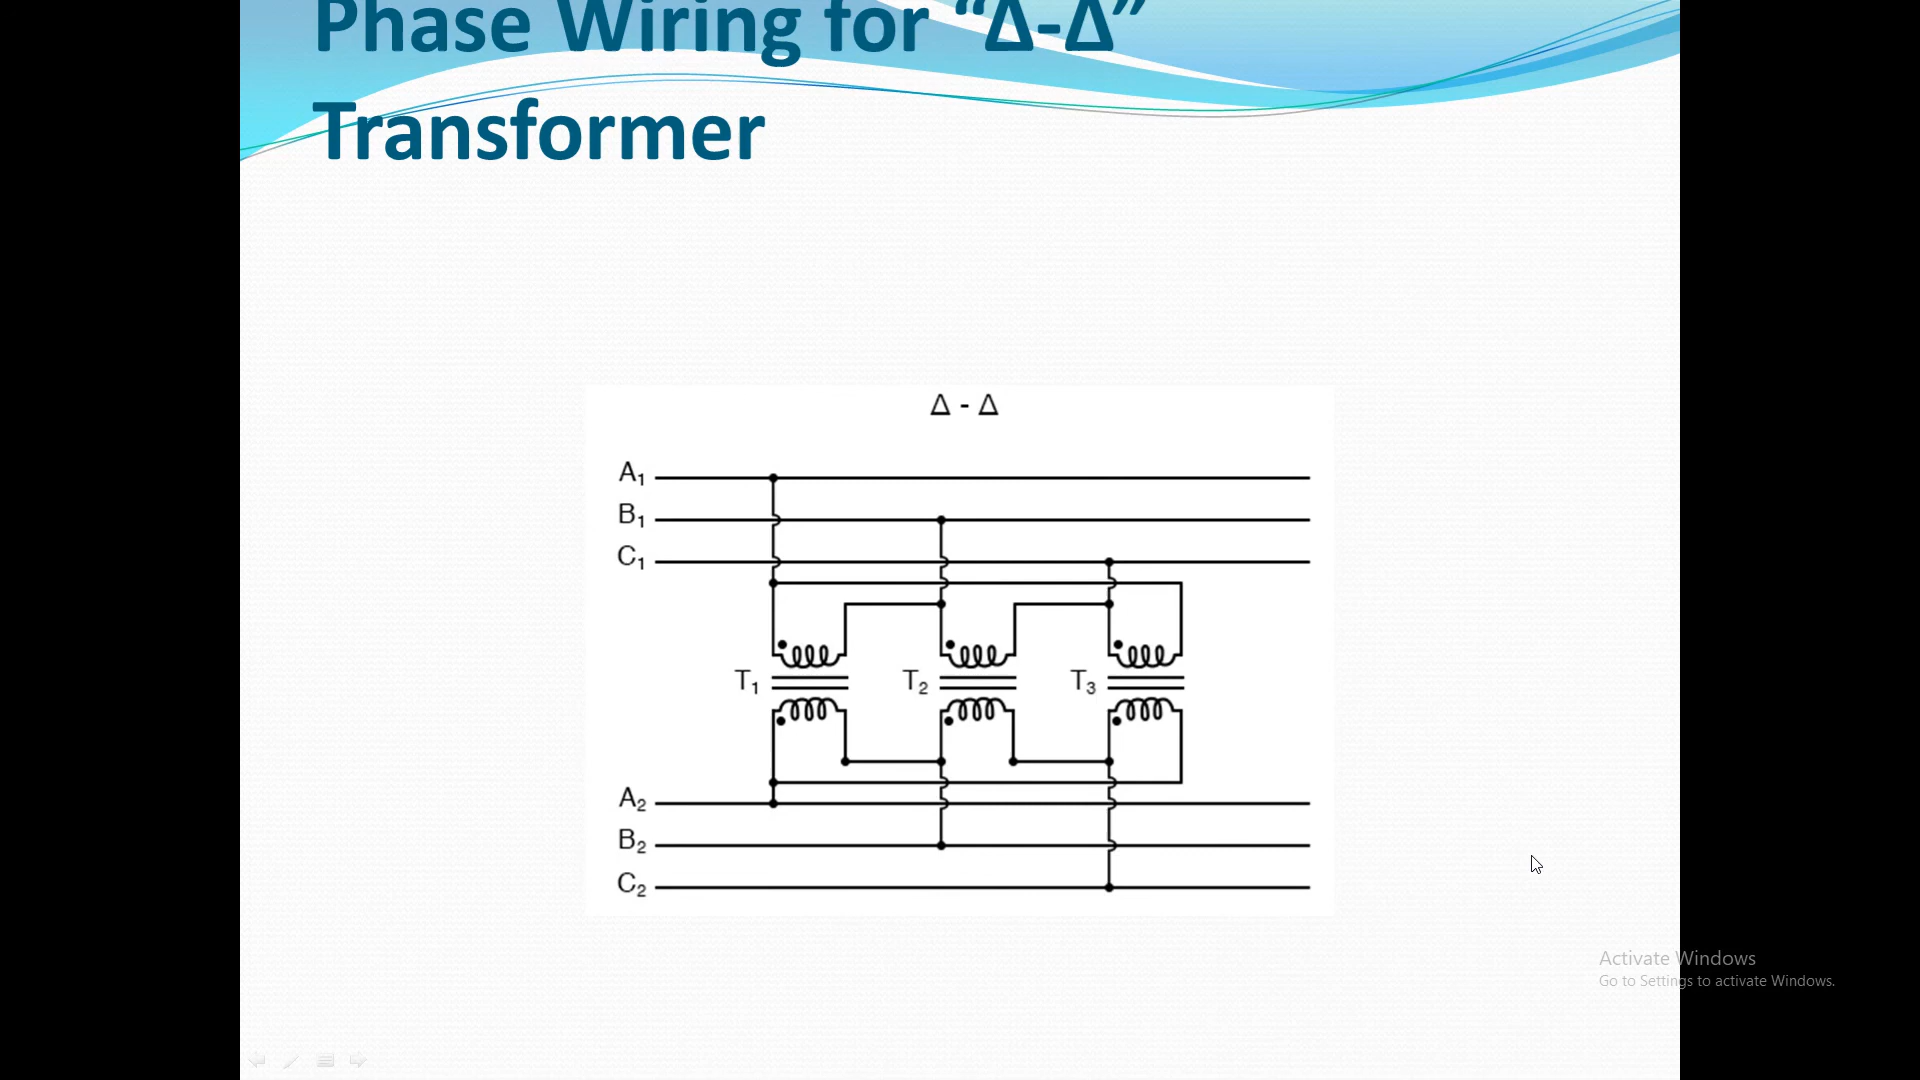 Phase Wiring for “Δ-Δ”
Transformer
Δ - Δ
A₁
B₁
C₁
T₁ T₂ T₃
A₂
B₂
C₂
Activate Windows
Go to Settings to activate Windows.